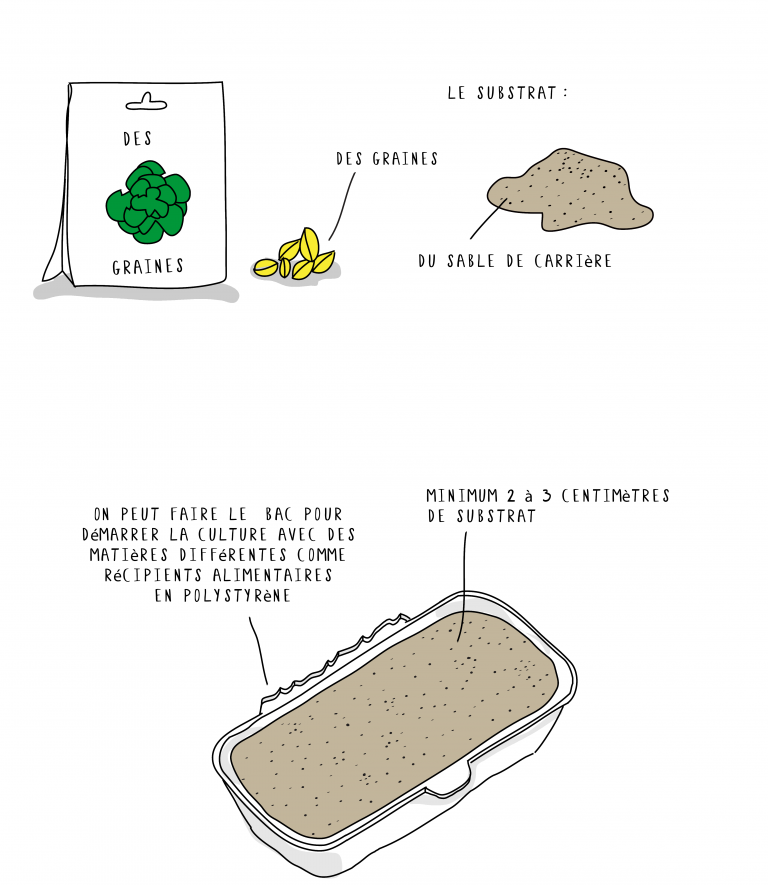 DES
GRAINES
DES GRAINES
LE SUBSTRAT :
DU SABLE DE CARRIèRE
ON PEUT FAIRE LE BAC POUR
DéMARRER LA CULTURE AVEC DES
MATIèRES DIFFéRENTES COMME
RéCIPIENTS ALIMENTAIRES
EN POLYSTYRèNE
MINIMUM 2 à 3 CENTIMèTRES
DE SUBSTRAT